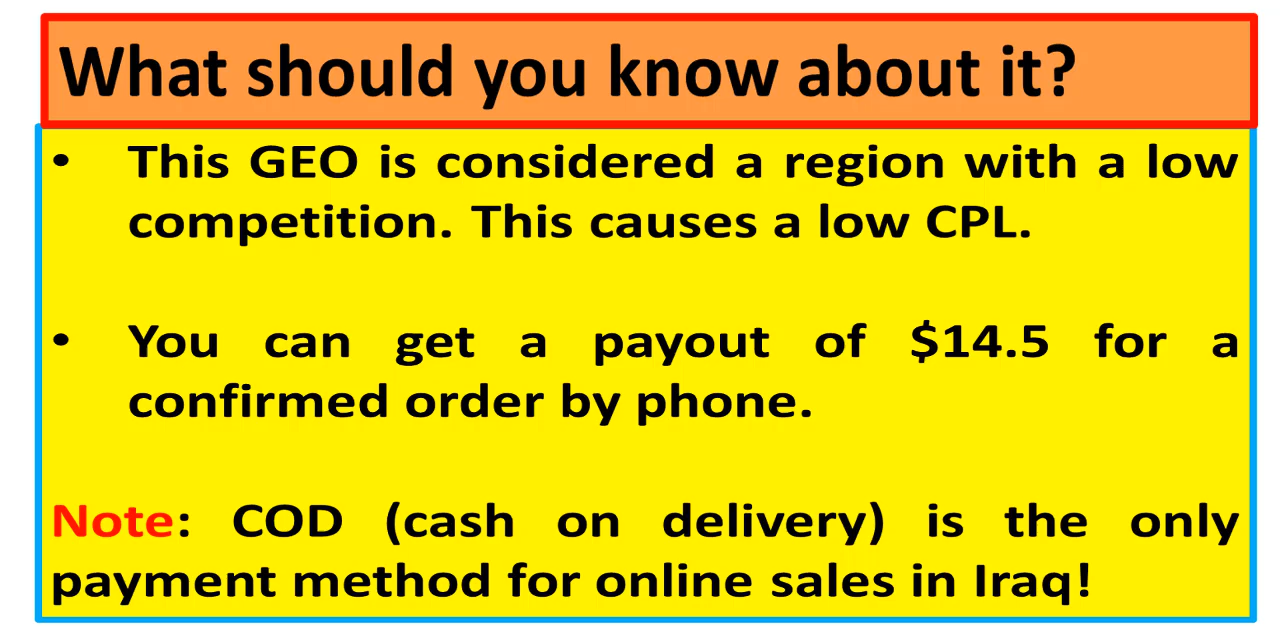 What should you know about it?
• This GEO is considered a region with a low
competition. This causes a low CPL.
• You can get a payout of $14.5 for a
confirmed order by phone.
Note: COD (cash on delivery) is the only
payment method for online sales in Iraq!